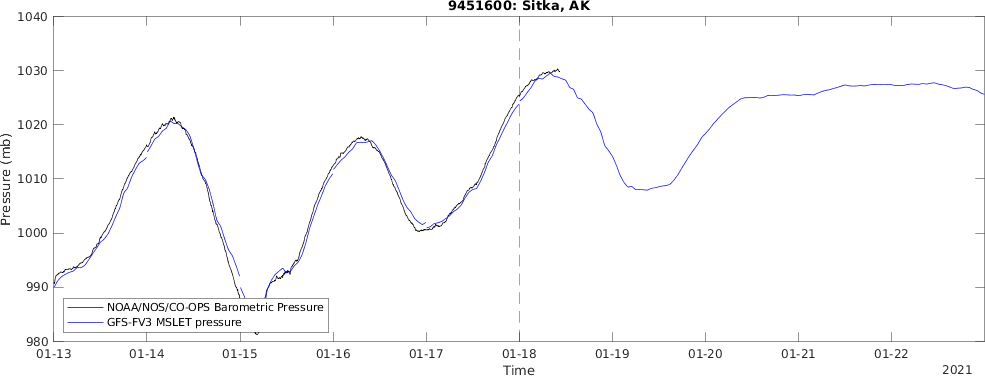 9451600: Sitka, AK
1040
1030
1020
1010
1000
990
980
Pressure (mb)
NOAA/NOS/CO-OPS Barometric Pressure
GFS-FV3 MSLET pressure
01-13 01-14 01-15 01-16 01-17 01-18 01-19 01-20 01-21 01-22
Time
2021